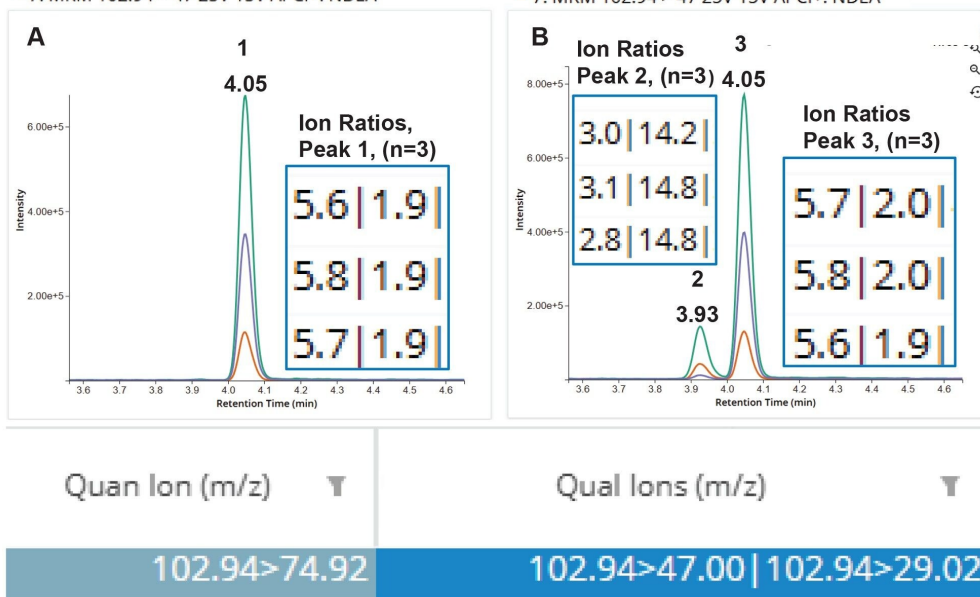 A
1
4.05
Ion Ratios,
Peak 1, (n=3)
5.6|1.9|
5.8|1.9|
5.7|1.9|
6.00e+5
4.00e+5
2.00e+5
Intensity
3.6 3.7 3.8 3.9 4.0 4.1 4.2 4.3 4.4 4.5 4.6
Retention Time (min)
B
Ion Ratios
Peak 2, (n=3)
3.0|14.2|
3.1|14.8|
2.8|14.8|
2
3.93
3
4.05
Ion Ratios
Peak 3, (n=3)
5.7|2.0|
5.8|2.0|
5.6|1.9|
8.00e+5
6.00e+5
4.00e+5
2.00e+5
Intensity
3.6 3.7 3.8 3.9 4.0 4.1 4.2 4.3 4.4 4.5 4.6
Retention Time (min)
Quan Ion (m/z)
Qual Ions (m/z)
102.94>74.92
102.94>47.00|102.94>29.02